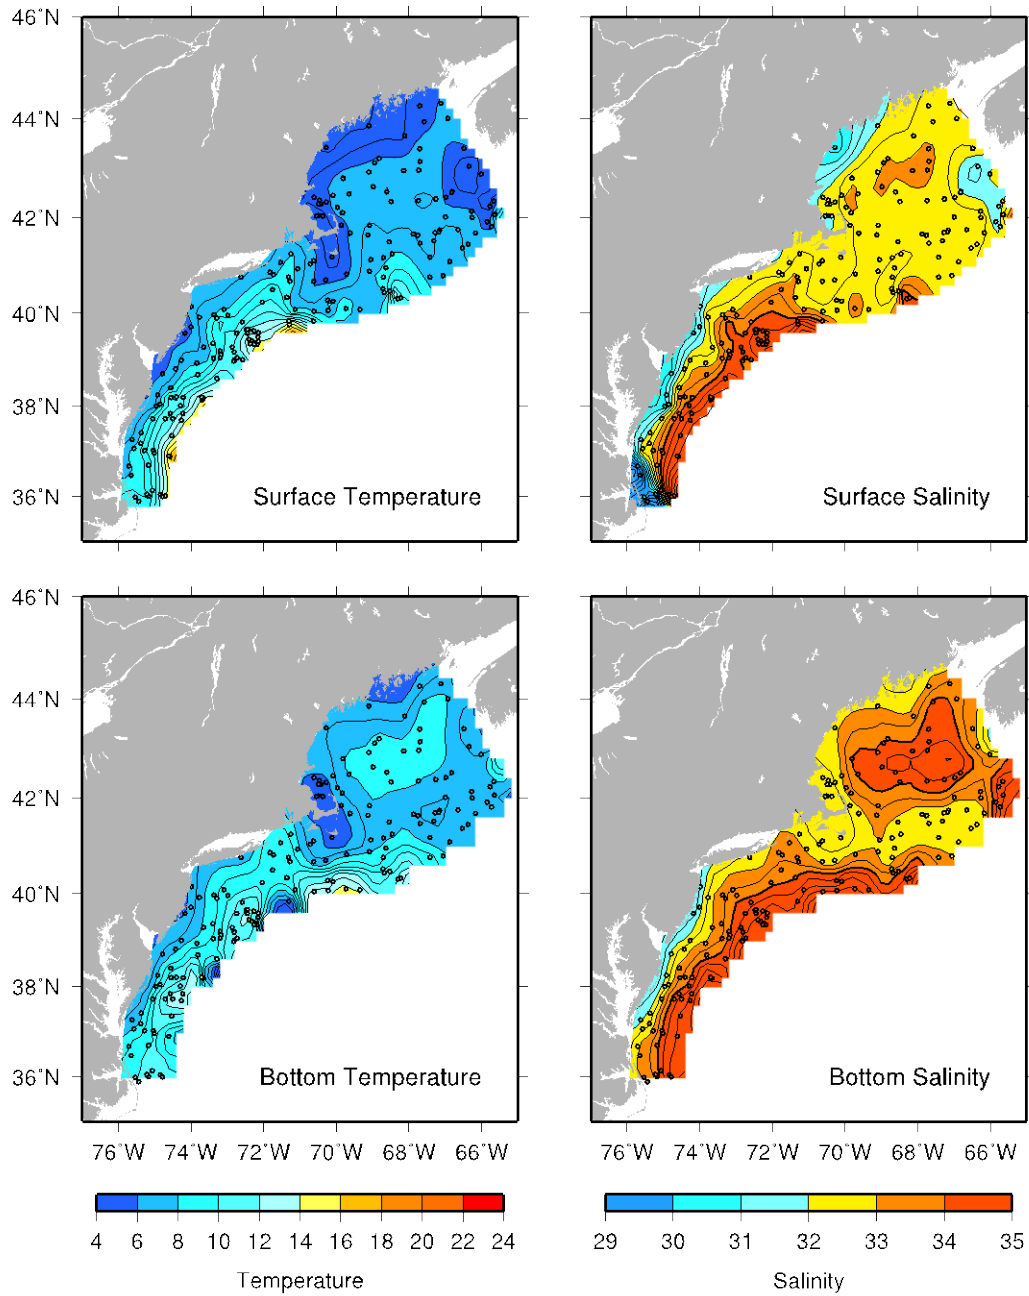 46°N
44°N
42°N
40°N
38°N
36°N
Surface Temperature
Surface Salinity
46°N
44°N
42°N
40°N
38°N
36°N
Bottom Temperature
Bottom Salinity
76°W 74°W 72°W 70°W 68°W 66°W
76°W 74°W 72°W 70°W 68°W 66°W
4 6 8 10 12 14 16 18 20 22 24
29 30 31 32 33 34 35
Temperature
Salinity